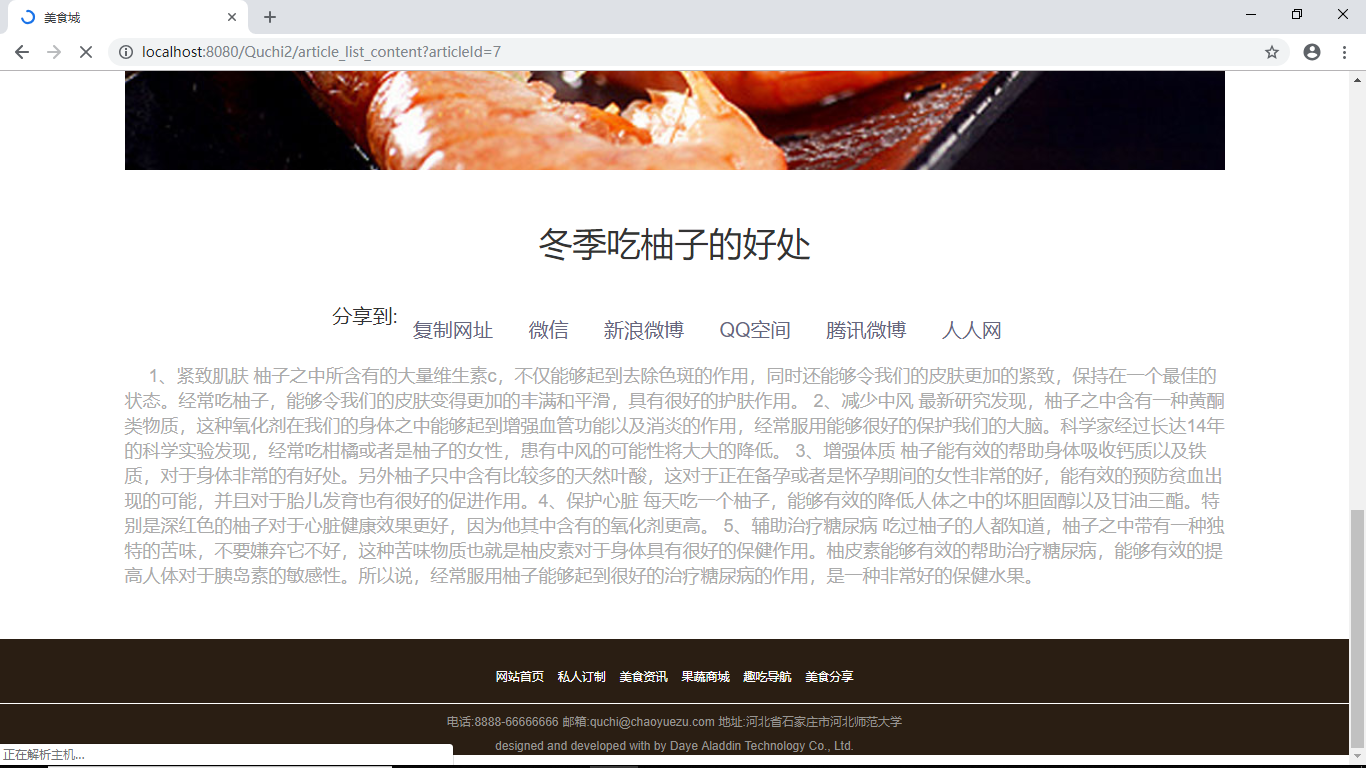 美食城
localhost:8080/Quchi2/article_list_content?articleId=7
冬季吃柚子的好处
分享到:
复制网址 微信 新浪微博 QQ空间 腾讯微博 人人网
1、紧致肌肤 柚子之中所含有的大量维生素c，不仅能够起到去除色斑的作用，同时还能够令我们的皮肤更加的紧致，保持在一个最佳的
状态。经常吃柚子，能够令我们的皮肤变得更加的丰满和平滑，具有很好的护肤作用。 2、减少中风 最新研究发现，柚子之中含有一种黄酮
类物质，这种氧化剂在我们的身体之中能够起到增强血管功能以及消炎的作用，经常服用能够很好的保护我们的大脑。科学家经过长达14年
的科学实验发现，经常吃柑橘或者是柚子的女性，患有中风的可能性将大大的降低。 3、增强体质 柚子能有效的帮助身体吸收钙质以及铁
质，对于身体非常的有好处。另外柚子只中含有比较多的天然叶酸，这对于正在备孕或者是怀孕期间的女性非常的好，能有效的预防贫血出
现的可能，并且对于胎儿发育也有很好的促进作用。4、保护心脏 每天吃一个柚子，能够有效的降低人体之中的坏胆固醇以及甘油三酯。特
别是深红色的柚子对于心脏健康效果更好，因为他其中含有的氧化剂更高。 5、辅助治疗糖尿病 吃过柚子的人都知道，柚子之中带有一种独
特的苦味，不要嫌弃它不好，这种苦味物质也就是柚皮素对于身体具有很好的保健作用。柚皮素能够有效的帮助治疗糖尿病，能够有效的提
高人体对于胰岛素的敏感性。所以说，经常服用柚子能够起到很好的治疗糖尿病的作用，是一种非常好的保健水果。
网站首页 私人订制 美食资讯 果蔬商城 趣吃导航 美食分享
电话:8888-66666666 邮箱:quchi@chaoyuezu.com 地址:河北省石家庄市河北师范大学
designed and developed with by Daye Aladdin Technology Co., Ltd.
正在解析主机...